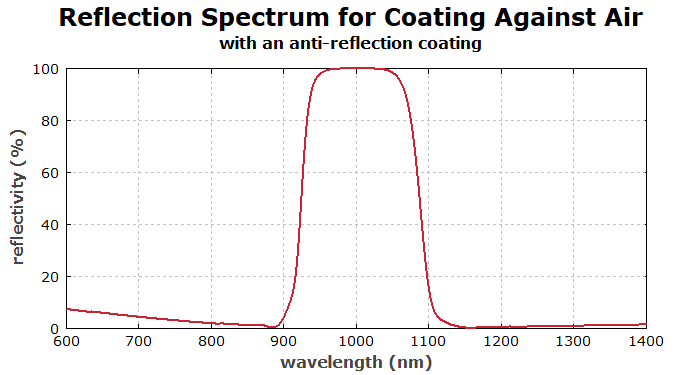 Reflection Spectrum for Coating Against Air
with an anti-reflection coating
reflectivity (%)
100
80
60
40
20
0
600 700 800 900 1000 1100 1200 1300 1400
wavelength (nm)